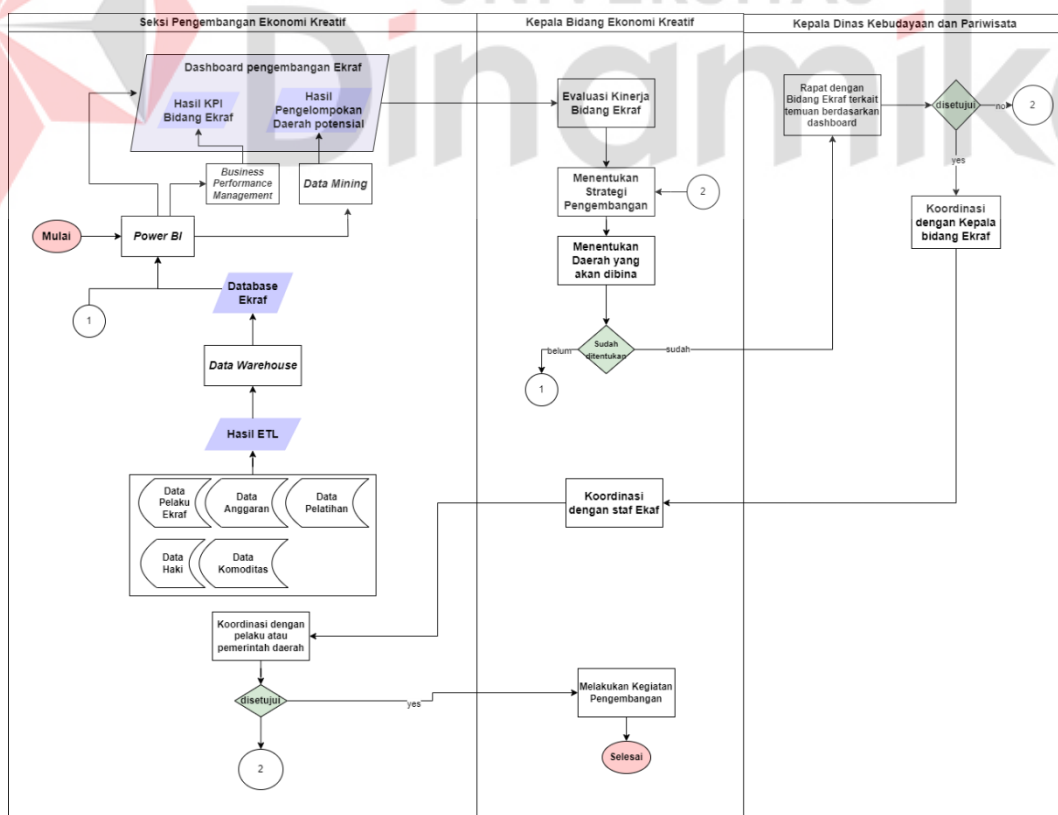 UNIVERSITAS
Dinamika
Seksi Pengembangan Ekonomi Kreatif
Kepala Bidang Ekonomi Kreatif
Kepala Dinas Kebudayaan dan Pariwisata
Dashboard pengembangan Ekraf
Hasil KPI
Bidang Ekraf
Hasil
Pengelompokan
Daerah potensial
Business
Performance
Management
Data Mining
Mulai
Power BI
1
Database
Ekraf
Data Warehouse
Hasil ETL
Data
Pelaku
Ekraf
Data
Anggaran
Data
Pelatihan
Data
Haki
Data
Komoditas
Koordinasi dengan
pelaku atau
pemerintah daerah
disetujui
yes
2
Evaluasi Kinerja
Bidang Ekraf
Menentukan
Strategi
Pengembangan
2
Menentukan
Daerah yang
akan dibina
Sudah
ditentukan
belum
sudah
1
Koordinasi
dengan staf Ekaf
Melakukan Kegiatan
Pengembangan
Selesai
Rapat dengan
Bidang Ekraf terkait
temuan berdasarkan
dashboard
disetujui
no
2
yes
Koordinasi
dengan Kepala
bidang Ekraf